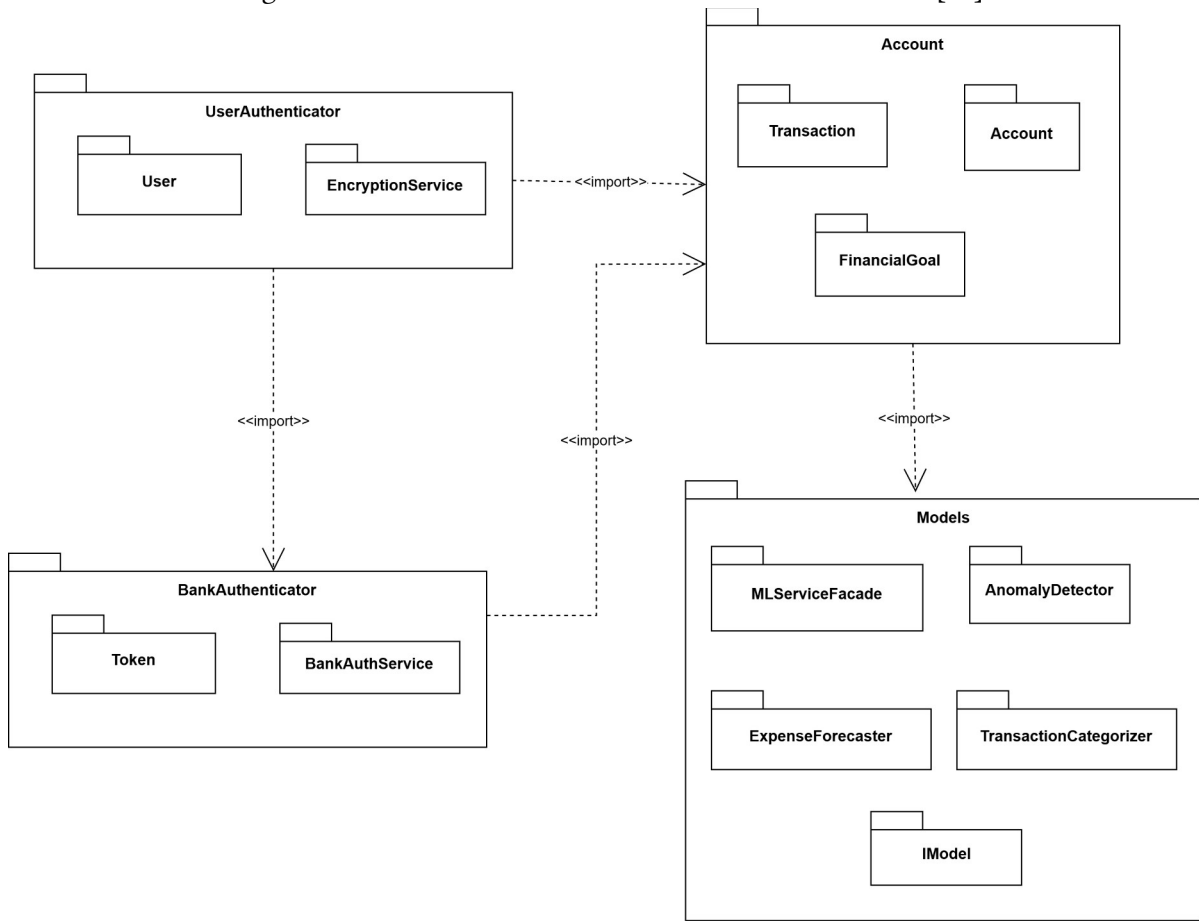 Account
UserAuthenticator
Transaction
Account
User
EncryptionService
<<import>>
FinancialGoal
<<import>>
<<import>>
<<import>>
Models
MLServiceFacade
AnomalyDetector
BankAuthenticator
Token
BankAuthService
ExpenseForecaster
TransactionCategorizer
IModel